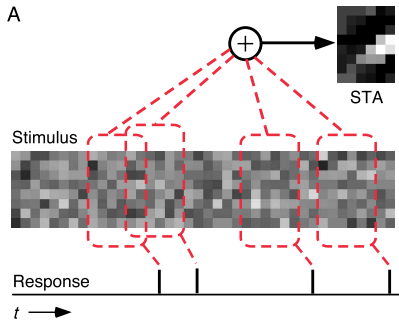 A
+
STA
Stimulus
Response
t